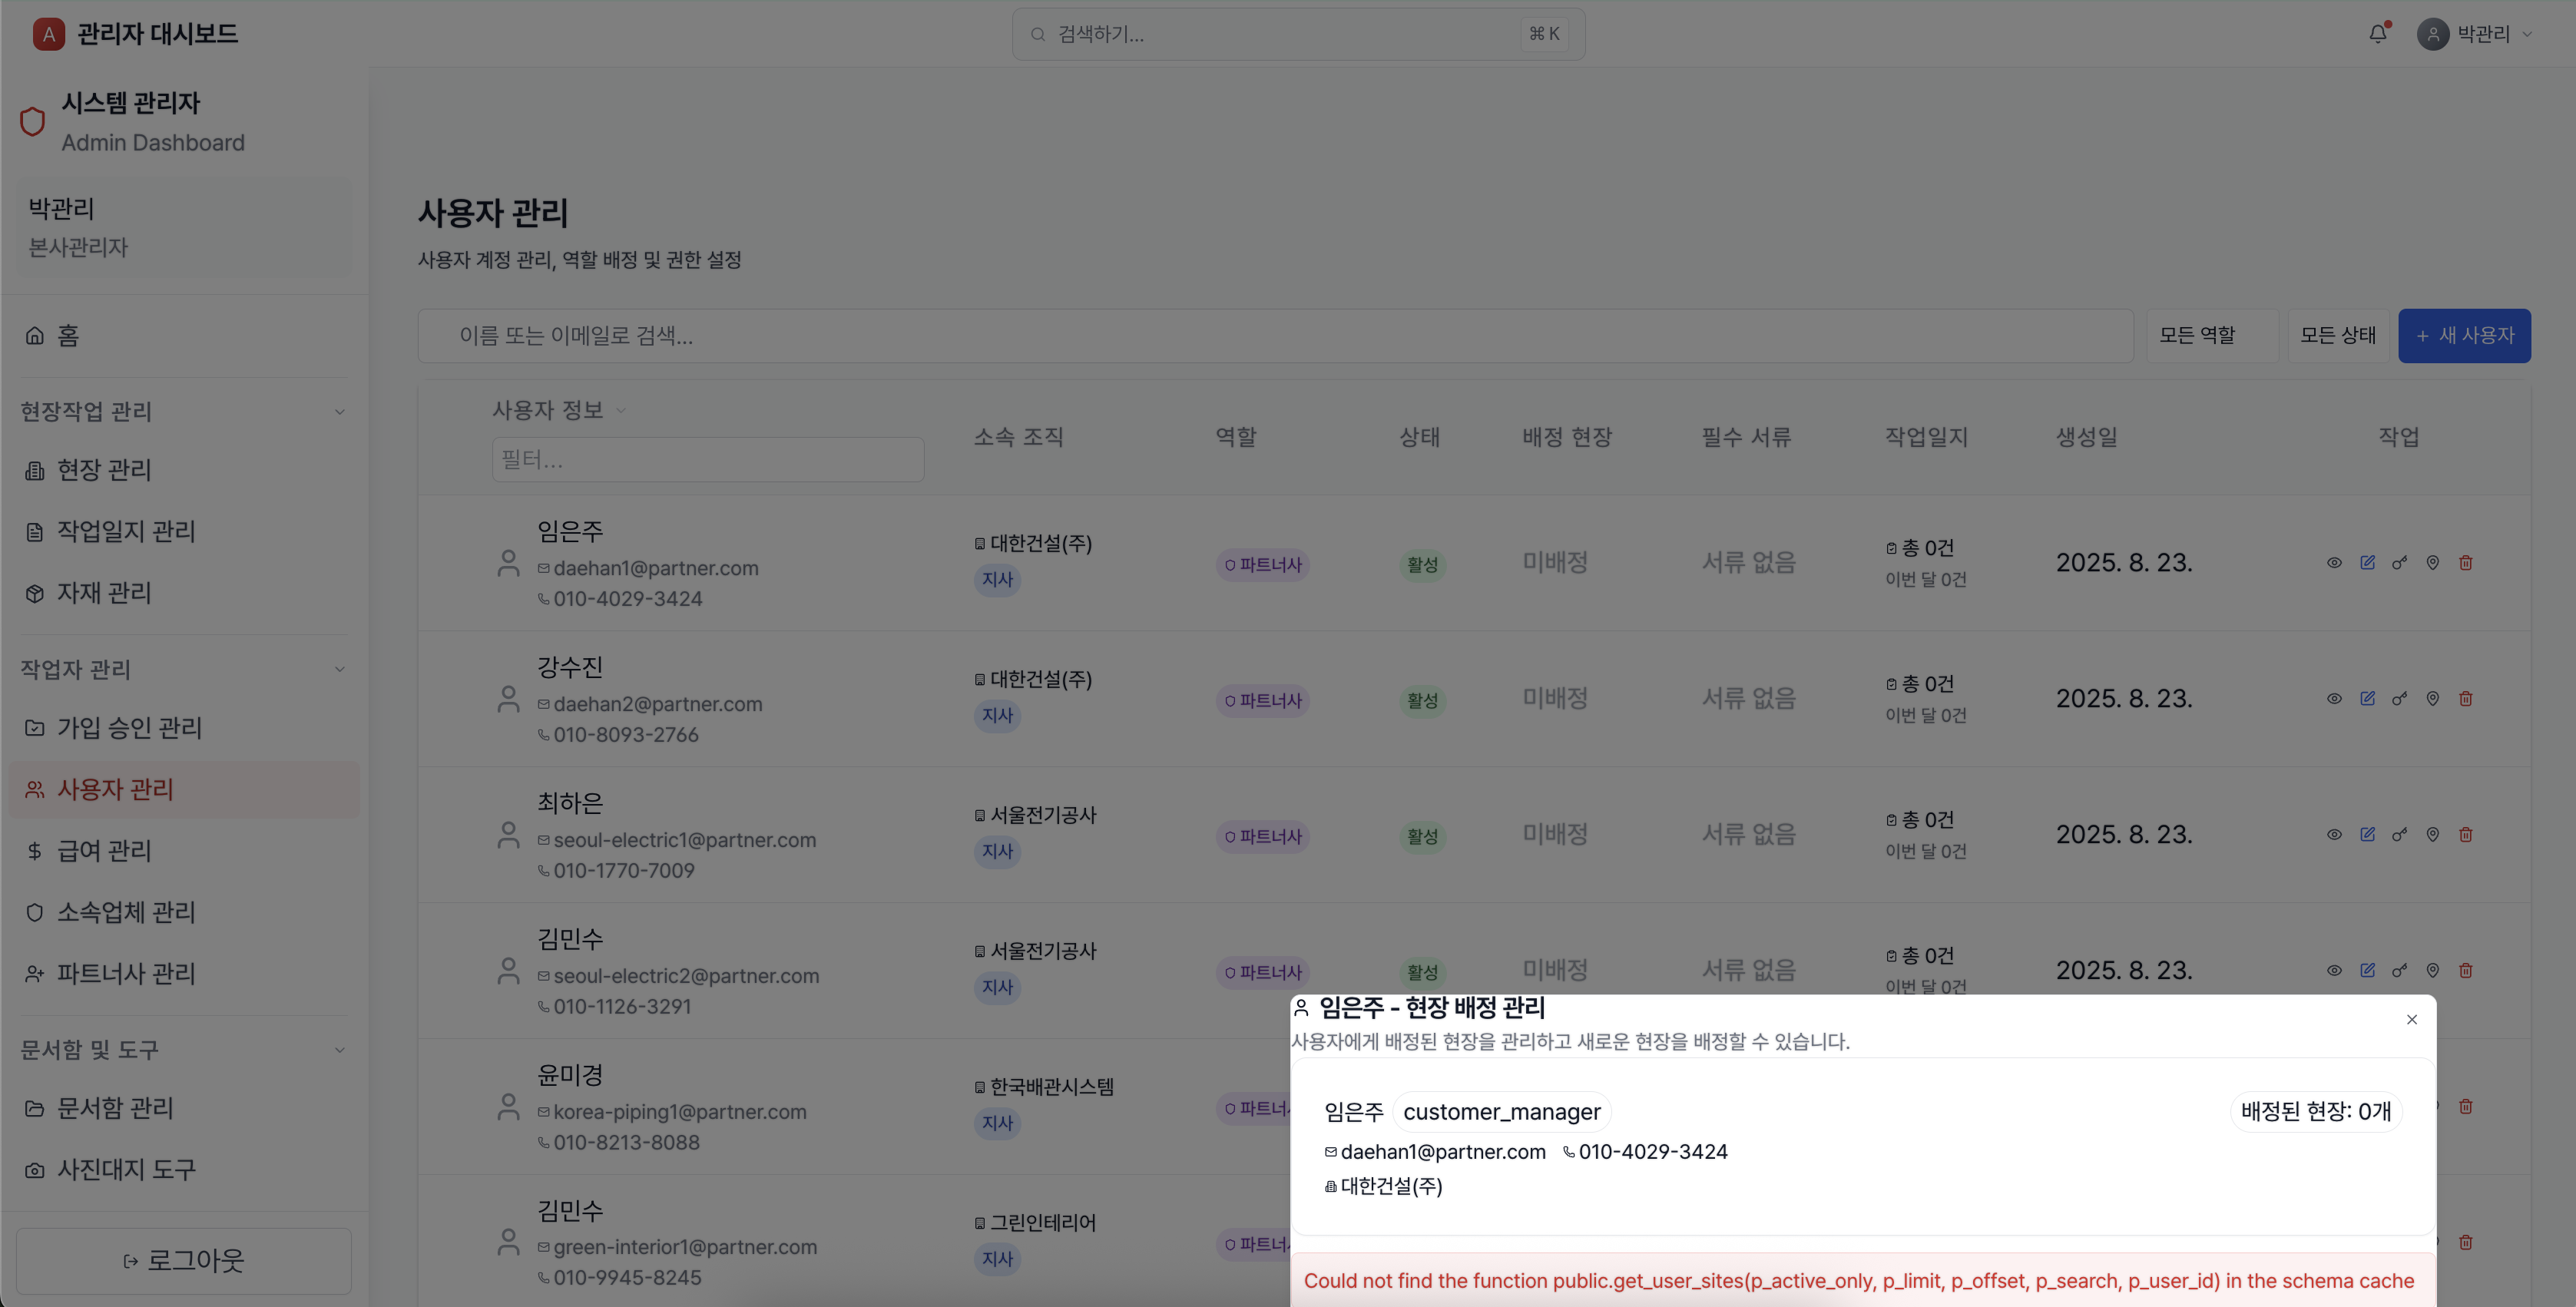 A 관리자 대시보드
검색하기...
⌘ K
박관리
시스템 관리자
Admin Dashboard
박관리
본사관리자
홈
현장작업 관리
현장 관리
작업일지 관리
자재 관리
작업자 관리
가입 승인 관리
사용자 관리
급여 관리
소속업체 관리
파트너사 관리
문서함 및 도구
문서함 관리
사진대지 도구
로그아웃
사용자 관리
사용자 계정 관리, 역할 배정 및 권한 설정
이름 또는 이메일로 검색...
모든 역할
모든 상태
+ 새 사용자
사용자 정보
필터...
소속 조직
역할
상태
배정 현장
필수 서류
작업일지
생성일
작업
임은주
daehan1@partner.com
010-4029-3424
대한건설(주)
지사
파트너사
활성
미배정
서류 없음
총 0건
이번 달 0건
2025. 8. 23.
강수진
daehan2@partner.com
010-8093-2766
대한건설(주)
지사
파트너사
활성
미배정
서류 없음
총 0건
이번 달 0건
2025. 8. 23.
최하은
seoul-electric1@partner.com
010-1770-7009
서울전기공사
지사
파트너사
활성
미배정
서류 없음
총 0건
이번 달 0건
2025. 8. 23.
김민수
seoul-electric2@partner.com
010-1126-3291
서울전기공사
지사
파트너사
활성
미배정
서류 없음
총 0건
이번 달 0건
2025. 8. 23.
윤미경
korea-piping1@partner.com
010-8213-8088
한국배관시스템
지사
파트너
김민수
green-interior1@partner.com
010-9945-8245
그린인테리어
지사
파트너
임은주 - 현장 배정 관리
사용자에게 배정된 현장을 관리하고 새로운 현장을 배정할 수 있습니다.
임은주 customer_manager
배정된 현장: 0개
daehan1@partner.com 010-4029-3424
대한건설(주)
Could not find the function public.get_user_sites(p_active_only, p_limit, p_offset, p_search, p_user_id) in the schema cache